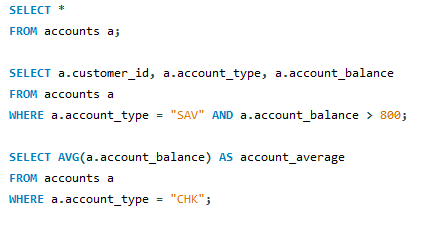 SELECT *
FROM accounts a;
SELECT a.customer_id, a.account_type, a.account_balance
FROM accounts a
WHERE a.account_type = "SAV" AND a.account_balance > 800;
SELECT AVG(a.account_balance) AS account_average
FROM accounts a
WHERE a.account_type = "CHK";